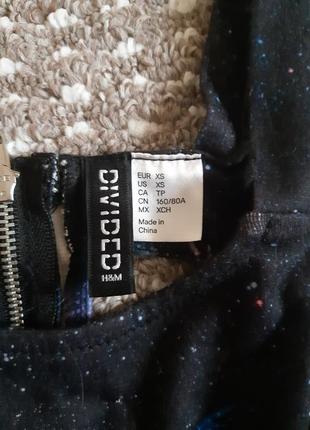 DIVIDED
H&M
EUR XS
US XS
CA TP
CN 160/80A
MX XCH
Made in
China